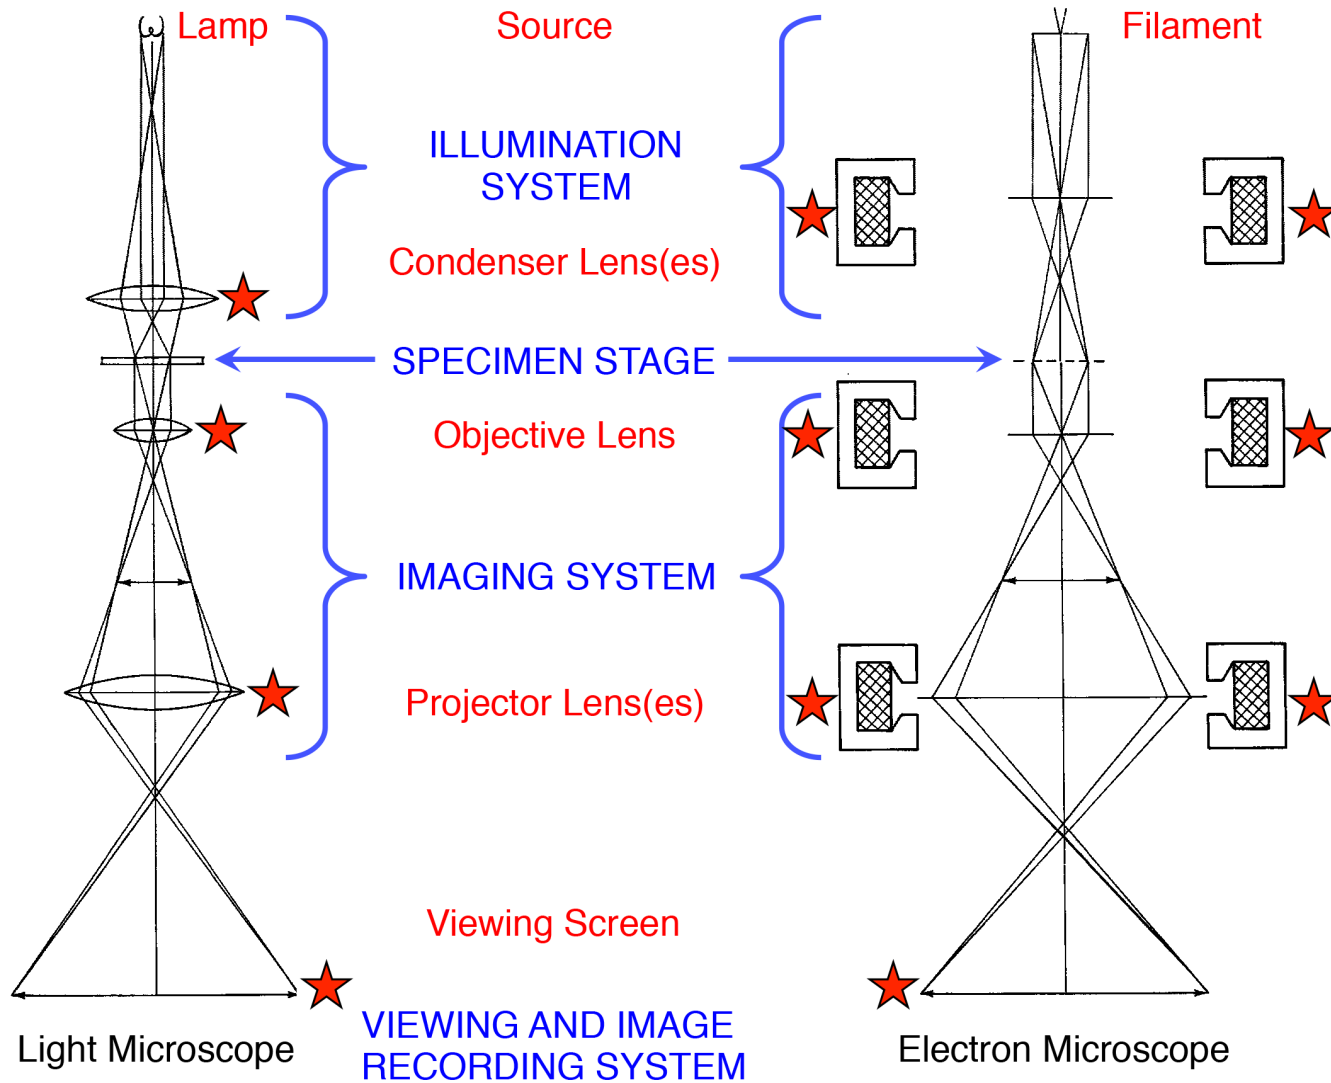 Lamp
Source
Filament
ILLUMINATION
SYSTEM
Condenser Lens(es)
SPECIMEN STAGE
Objective Lens
IMAGING SYSTEM
Projector Lens(es)
Viewing Screen
VIEWING AND IMAGE
RECORDING SYSTEM
Light Microscope
Electron Microscope